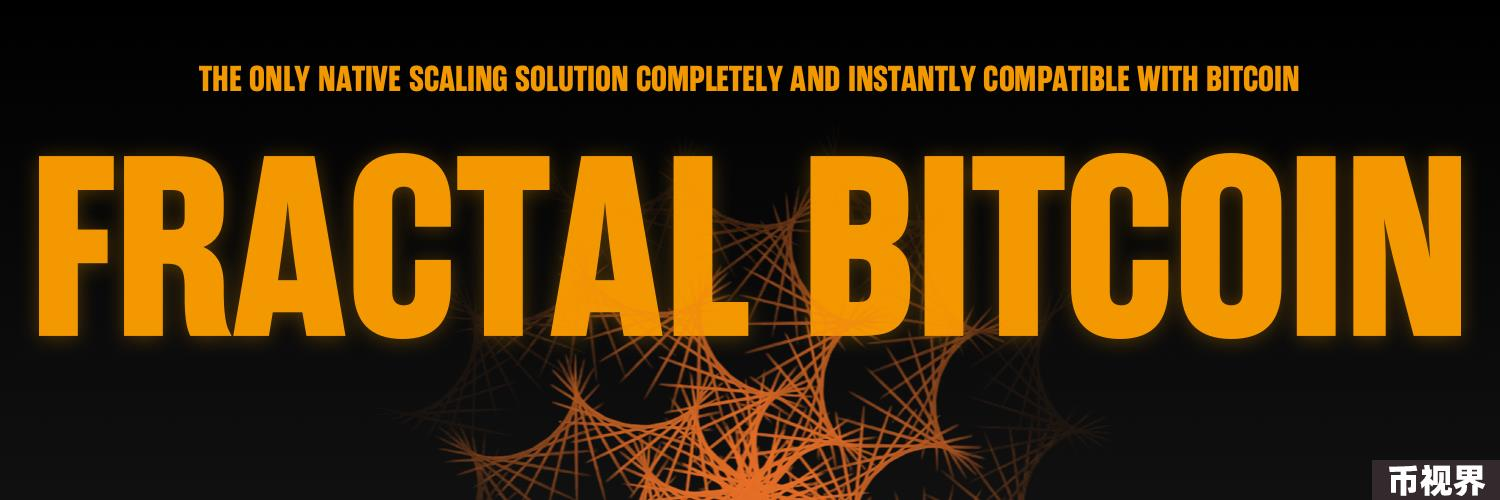 THE ONLY NATIVE SCALING SOLUTION COMPLETELY AND INSTANTLY COMPATIBLE WITH BITCOIN
FRACTAL BITCOIN
币视界